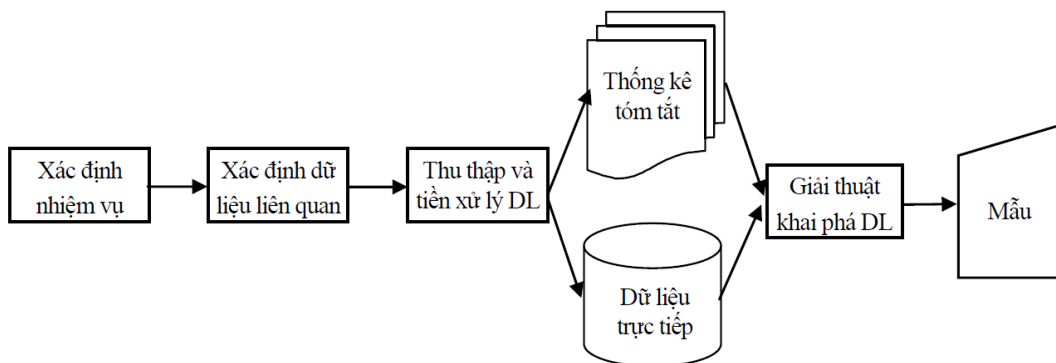 Xác định
nhiệm vụ
Xác định dữ
liệu liên quan
Thu thập và
tiền xử lý DL
Thống kê
tóm tắt
Dữ liệu
trực tiếp
Giải thuật
khai phá DL
Mẫu